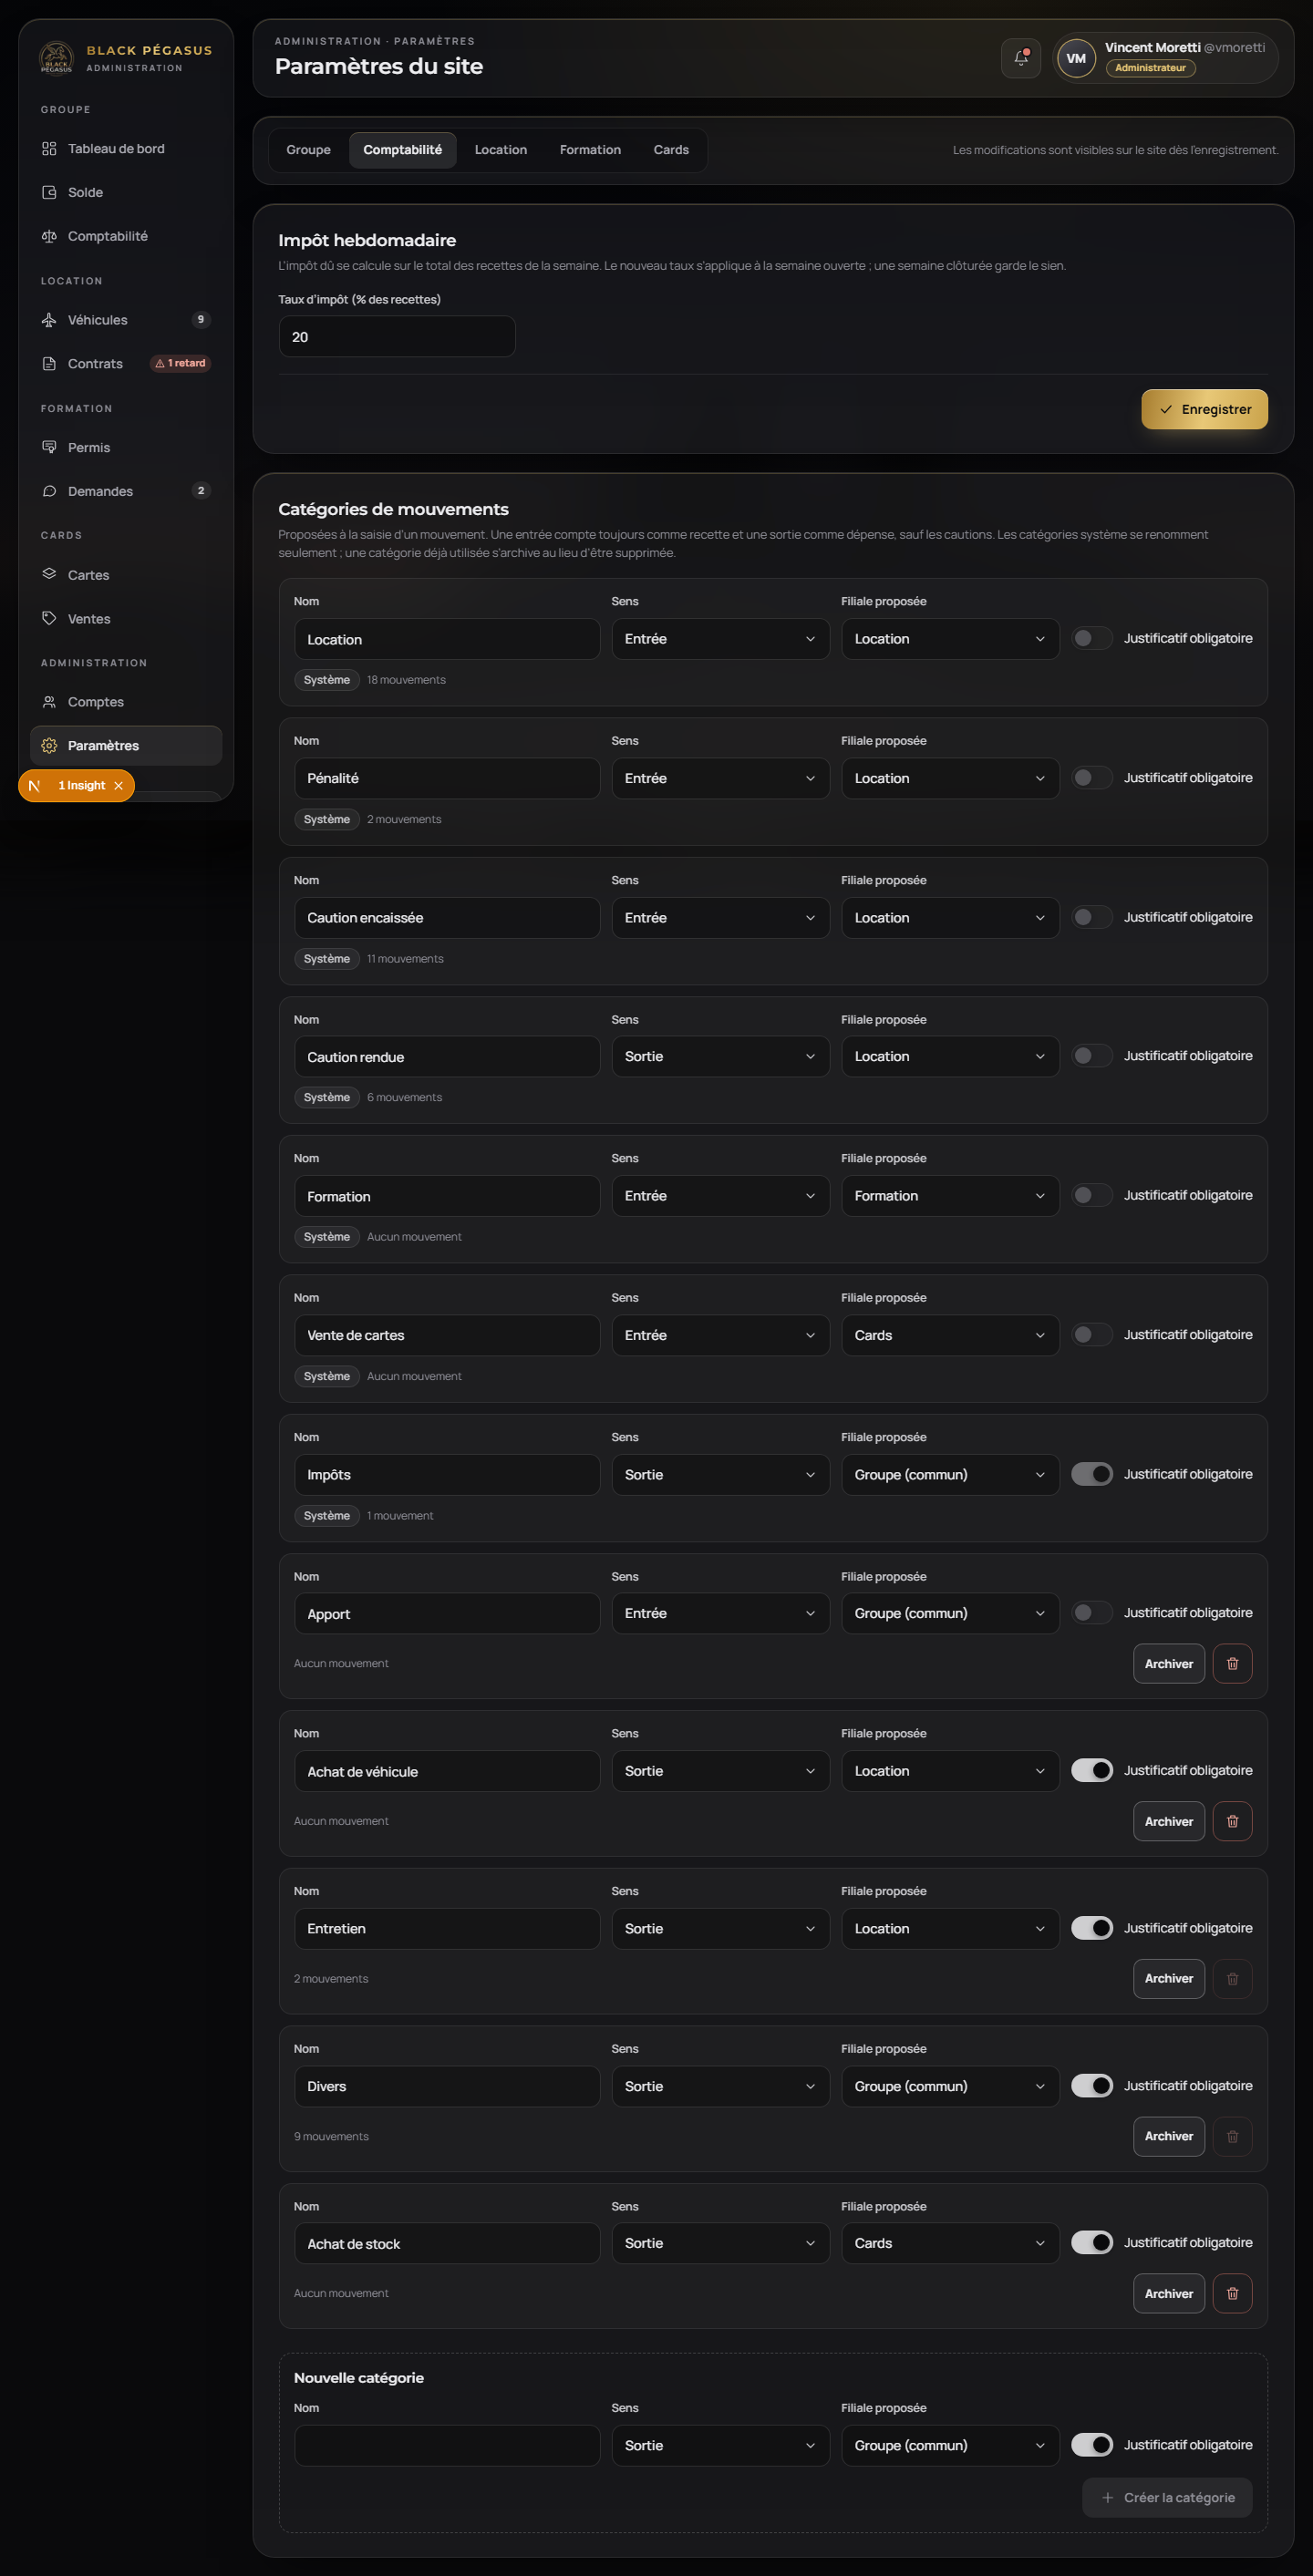 BLACK PÉGASUS
ADMINISTRATION
GROUPE
Tableau de bord
Solde
Comptabilité
LOCATION
Véhicules 9
Contrats 1 retard
FORMATION
Permis
Demandes 2
CARDS
Cartes
Ventes
ADMINISTRATION
Comptes
Paramètres
1 Insight
ADMINISTRATION · PARAMÈTRES
Paramètres du site
VM
Vincent Moretti @vmoretti
Administrateur
Groupe Comptabilité Location Formation Cards
Les modifications sont visibles sur le site dès l'enregistrement.
Impôt hebdomadaire
L'impôt dû se calcule sur le total des recettes de la semaine. Le nouveau taux s'applique à la semaine ouverte ; une semaine clôturée garde le sien.
Taux d'impôt (% des recettes)
20
Enregistrer
Catégories de mouvements
Proposées à la saisie d'un mouvement. Une entrée compte toujours comme recette et une sortie comme dépense, sauf les cautions. Les catégories système se renomment
seulement ; une catégorie déjà utilisée s'archive au lieu d'être supprimée.
Nom Sens Filiale proposée
Location Entrée Location Justificatif obligatoire
Système 18 mouvements
Nom Sens Filiale proposée
Pénalité Entrée Location Justificatif obligatoire
Système 2 mouvements
Nom Sens Filiale proposée
Caution encaissée Entrée Location Justificatif obligatoire
Système 11 mouvements
Nom Sens Filiale proposée
Caution rendue Sortie Location Justificatif obligatoire
Système 6 mouvements
Nom Sens Filiale proposée
Formation Entrée Formation Justificatif obligatoire
Système Aucun mouvement
Nom Sens Filiale proposée
Vente de cartes Entrée Cards Justificatif obligatoire
Système Aucun mouvement
Nom Sens Filiale proposée
Impôts Sortie Groupe (commun) Justificatif obligatoire
Système 1 mouvement
Nom Sens Filiale proposée
Apport Entrée Groupe (commun) Justificatif obligatoire
Aucun mouvement Archiver
Nom Sens Filiale proposée
Achat de véhicule Sortie Location Justificatif obligatoire
Aucun mouvement Archiver
Nom Sens Filiale proposée
Entretien Sortie Location Justificatif obligatoire
2 mouvements Archiver
Nom Sens Filiale proposée
Divers Sortie Groupe (commun) Justificatif obligatoire
9 mouvements Archiver
Nom Sens Filiale proposée
Achat de stock Sortie Cards Justificatif obligatoire
Aucun mouvement Archiver
Nouvelle catégorie
Nom Sens Filiale proposée
Sortie Groupe (commun) Justificatif obligatoire
Créer la catégorie